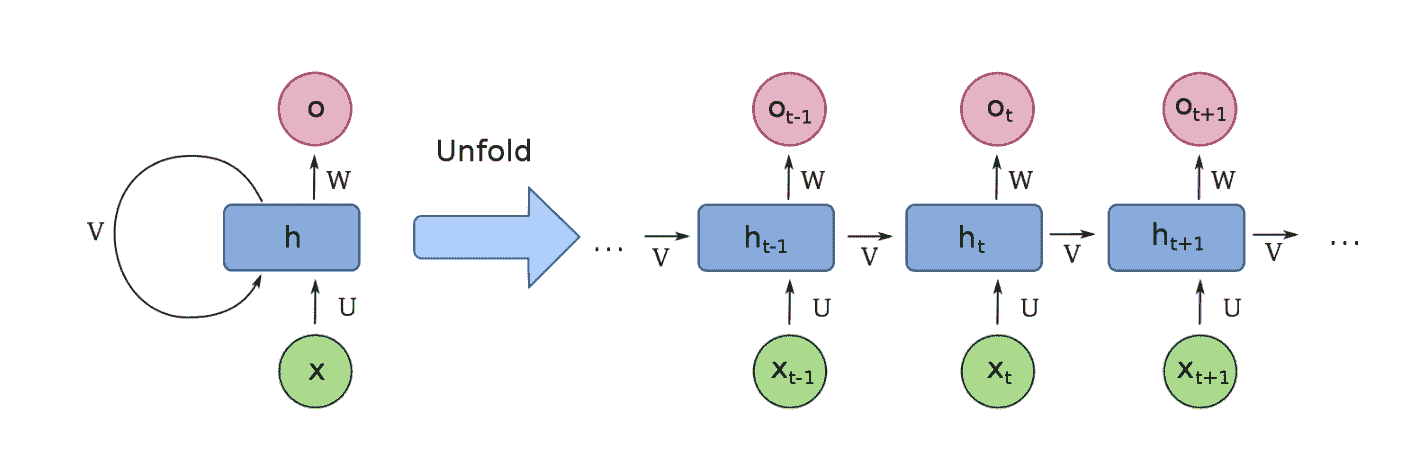 o
W
V
h
U
x
Unfold
...
V
o_{t-1}
W
h_{t-1}
U
x_{t-1}
V
o_t
W
h_t
U
x_t
V
o_{t+1}
W
h_{t+1}
U
x_{t+1}
V
...